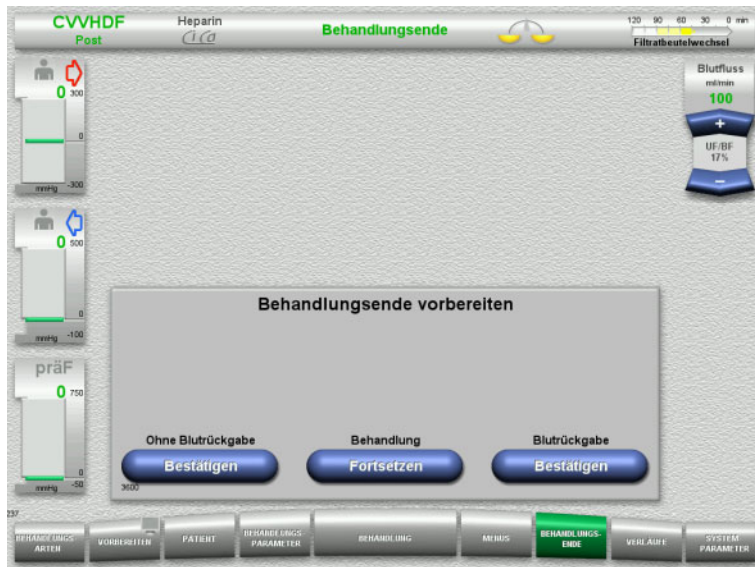 CVVHDF
Post
Heparin
CiCa
Behandlungsende
120 90 60 30 0 min
Filtratbeutelwechsel
Blutfluss
ml/min
100
+
UF/BF
17%
−
0 300
0
mmHg -300
0 500
0
mmHg -100
präF
0 750
0
mmHg -50
Behandlungsende vorbereiten
Ohne Blutrückgabe
Bestätigen
Behandlung
Fortsetzen
Blutrückgabe
Bestätigen
3600
237
BEHANDLUNGS-
ARTEN
VORBEREITEN
PATIENT
BEHANDLUNGS-
PARAMETER
BEHANDLUNG
MENÜS
BEHANDLUNGS-
ENDE
VERLÄUFE
SYSTEM
PARAMETER